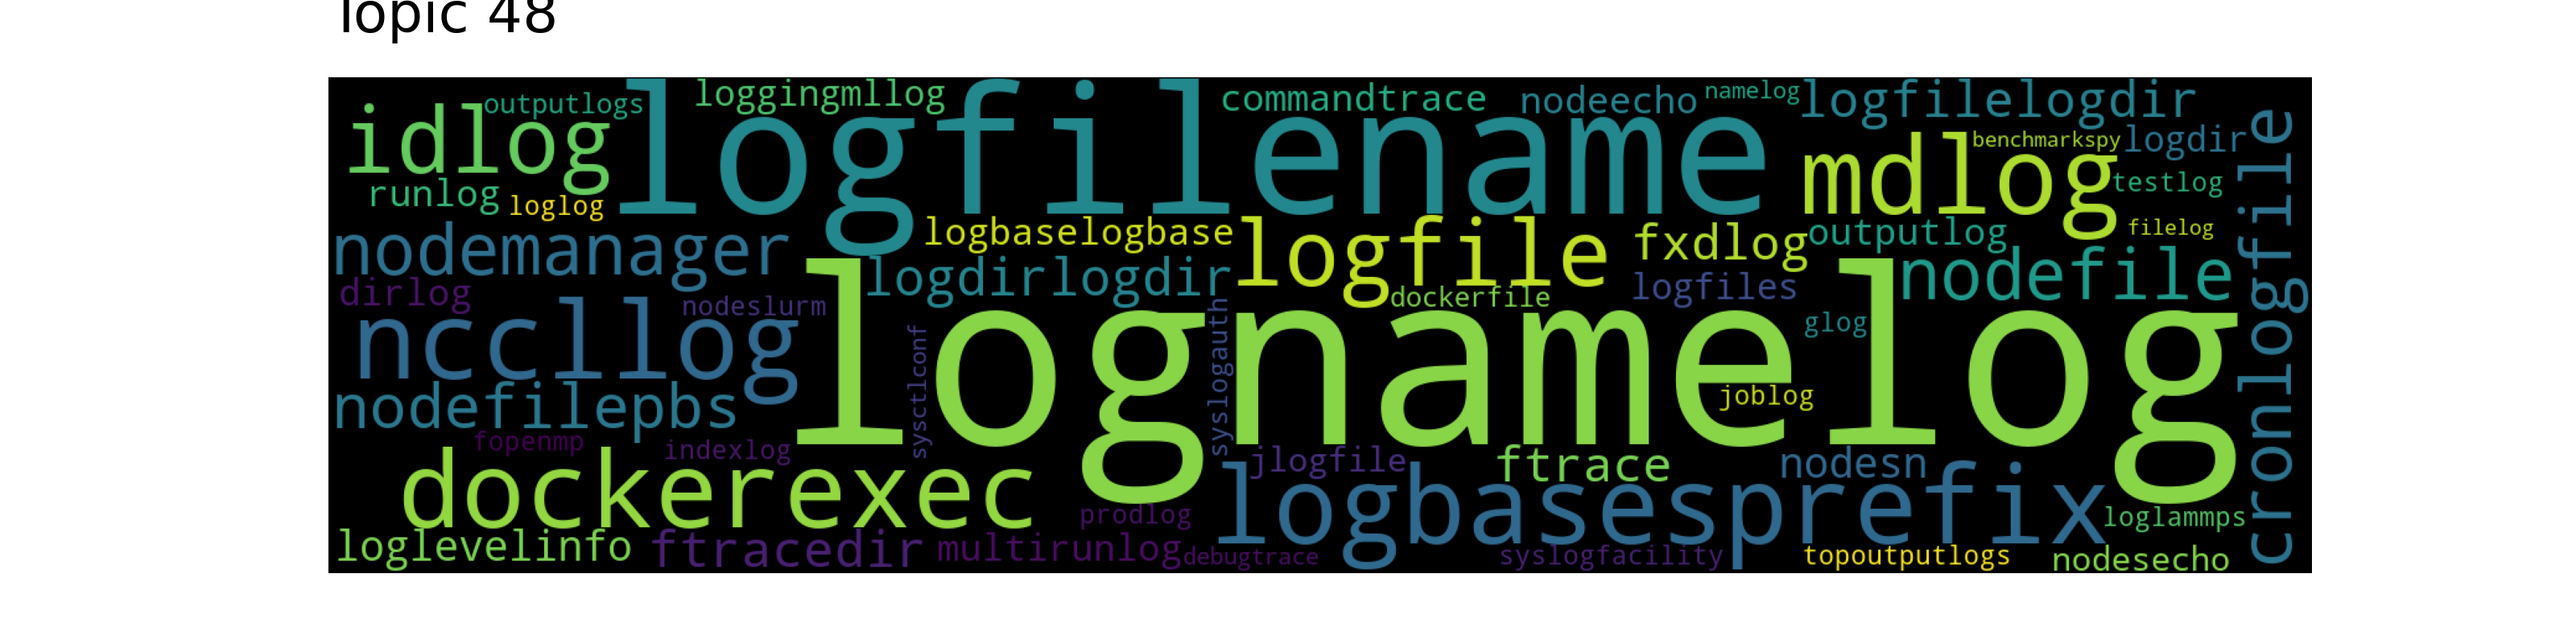 Topic 48
outputlogs
loggingmllog
commandtrace
nodeecho
namelog
logfilelogdir
idlog
logfilename
mdlog
benchmarkspy
logdir
runlog
loglog
testlog
cronlogfile
nodemanager
logbaselogbase
logfile
fxdlog
outputlog
filelog
dirlog
nodeslurm
logdirlogdir
dockerfile
logfiles
nodefile
nccllog
lognamelog
glog
sysctlconf
syslogauth
joblog
nodefilepbs
fopenmp
indexlog
jlogfile
ftrace
nodesn
dockerexec
prodlog
logbasesprefix
loglammps
loglevelinfo
ftracedir
multirunlog
debugtrace
syslogfacility
topoutputlogs
nodesecho